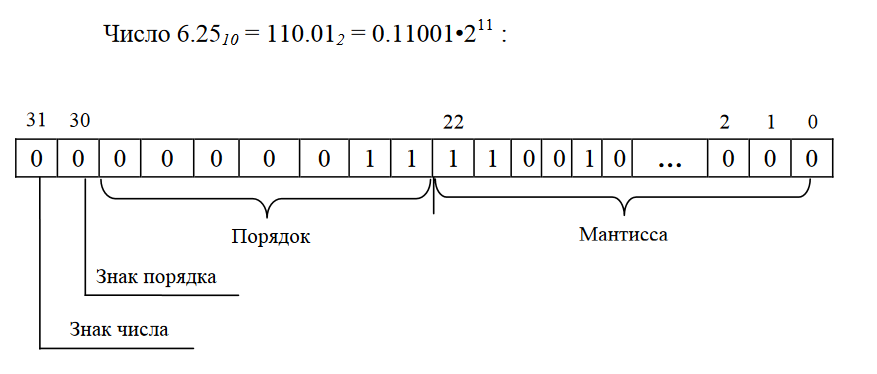 Число 6.25₁₀ = 110.01₂ = 0.11001•2¹¹ :
31 30 22 2 1 0
0 0 0 0 0 0 0 1 1 1 1 0 0 1 0 ... 0 0 0
Порядок Мантисса
Знак порядка
Знак числа